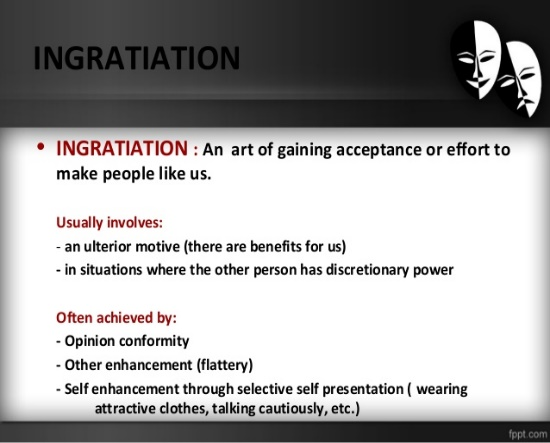 INGRATIATION
• INGRATIATION : An art of gaining acceptance or effort to
make people like us.
Usually involves:
- an ulterior motive (there are benefits for us)
- in situations where the other person has discretionary power
Often achieved by:
- Opinion conformity
- Other enhancement (flattery)
- Self enhancement through selective self presentation ( wearing
attractive clothes, talking cautiously, etc.)
fppt.com